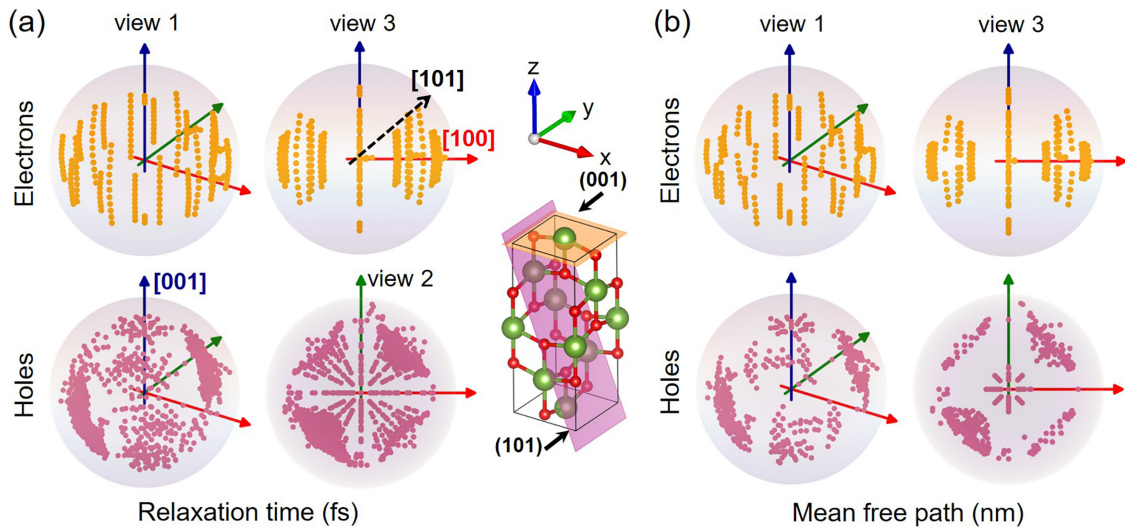 (a)
view 1
view 3
Electrons
[101]
[100]
z
y
x
(001)
[001]
view 2
Holes
(101)
Relaxation time (fs)
(b)
view 1
view 3
Electrons
Holes
Mean free path (nm)